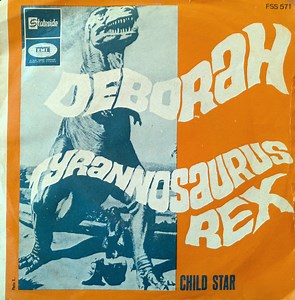 FSS 571
Stateside
EMI
DEBORAH
TYRANNOSAURUS
REX
CHILD STAR